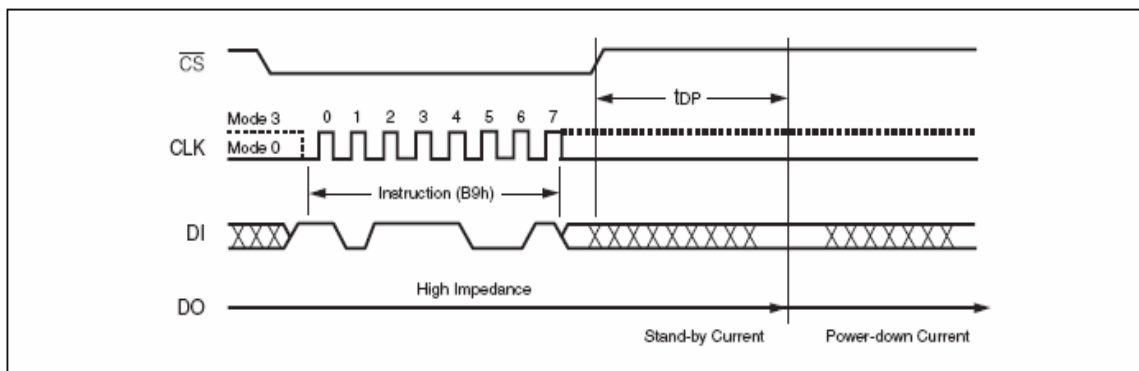 CS
tDP
Mode 3
0 1 2 3 4 5 6 7
CLK
Mode 0
Instruction (B9h)
DI
High Impedance
DO
Stand-by Current
Power-down Current